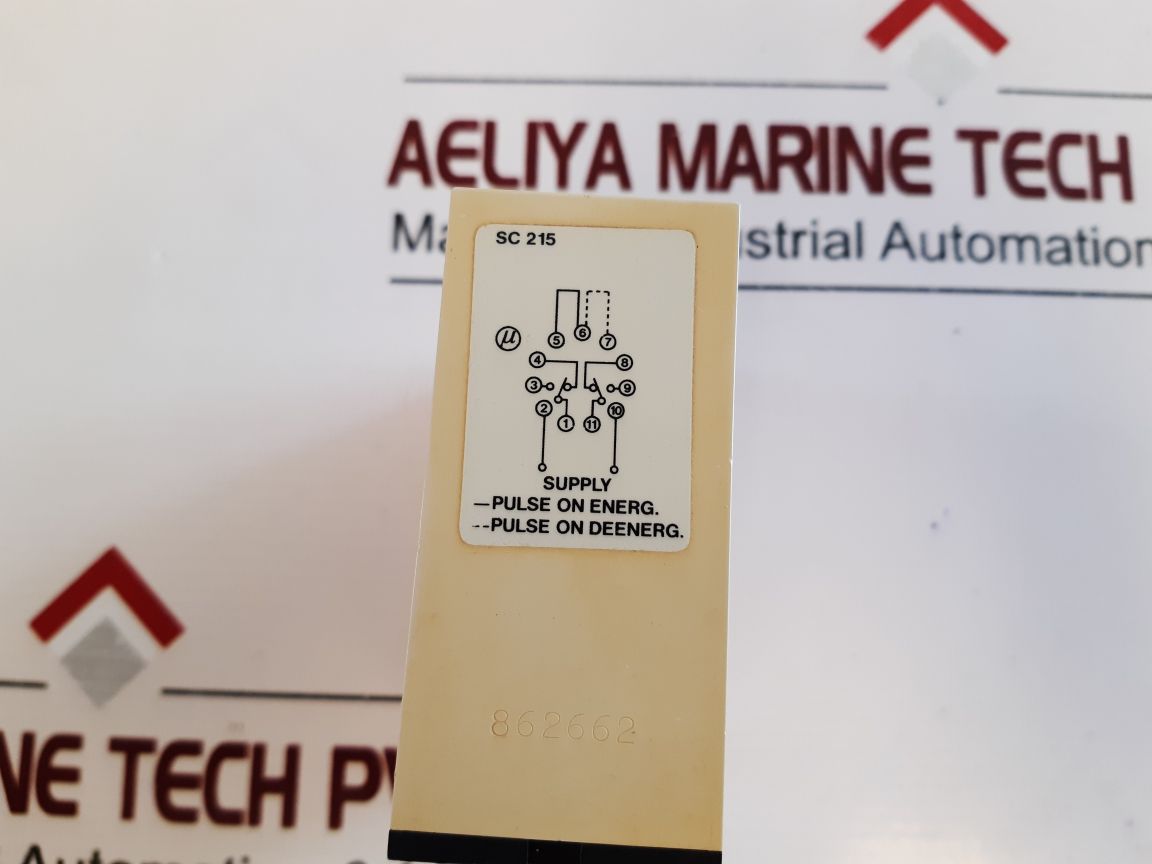 AELIYA MARINE TECH
Ma strial Automation
SC 215
μ
5 6 7
4 8
3 9
2 10
1 11
SUPPLY
—PULSE ON ENERG.
--PULSE ON DEENERG.
862662
NE TECH PV